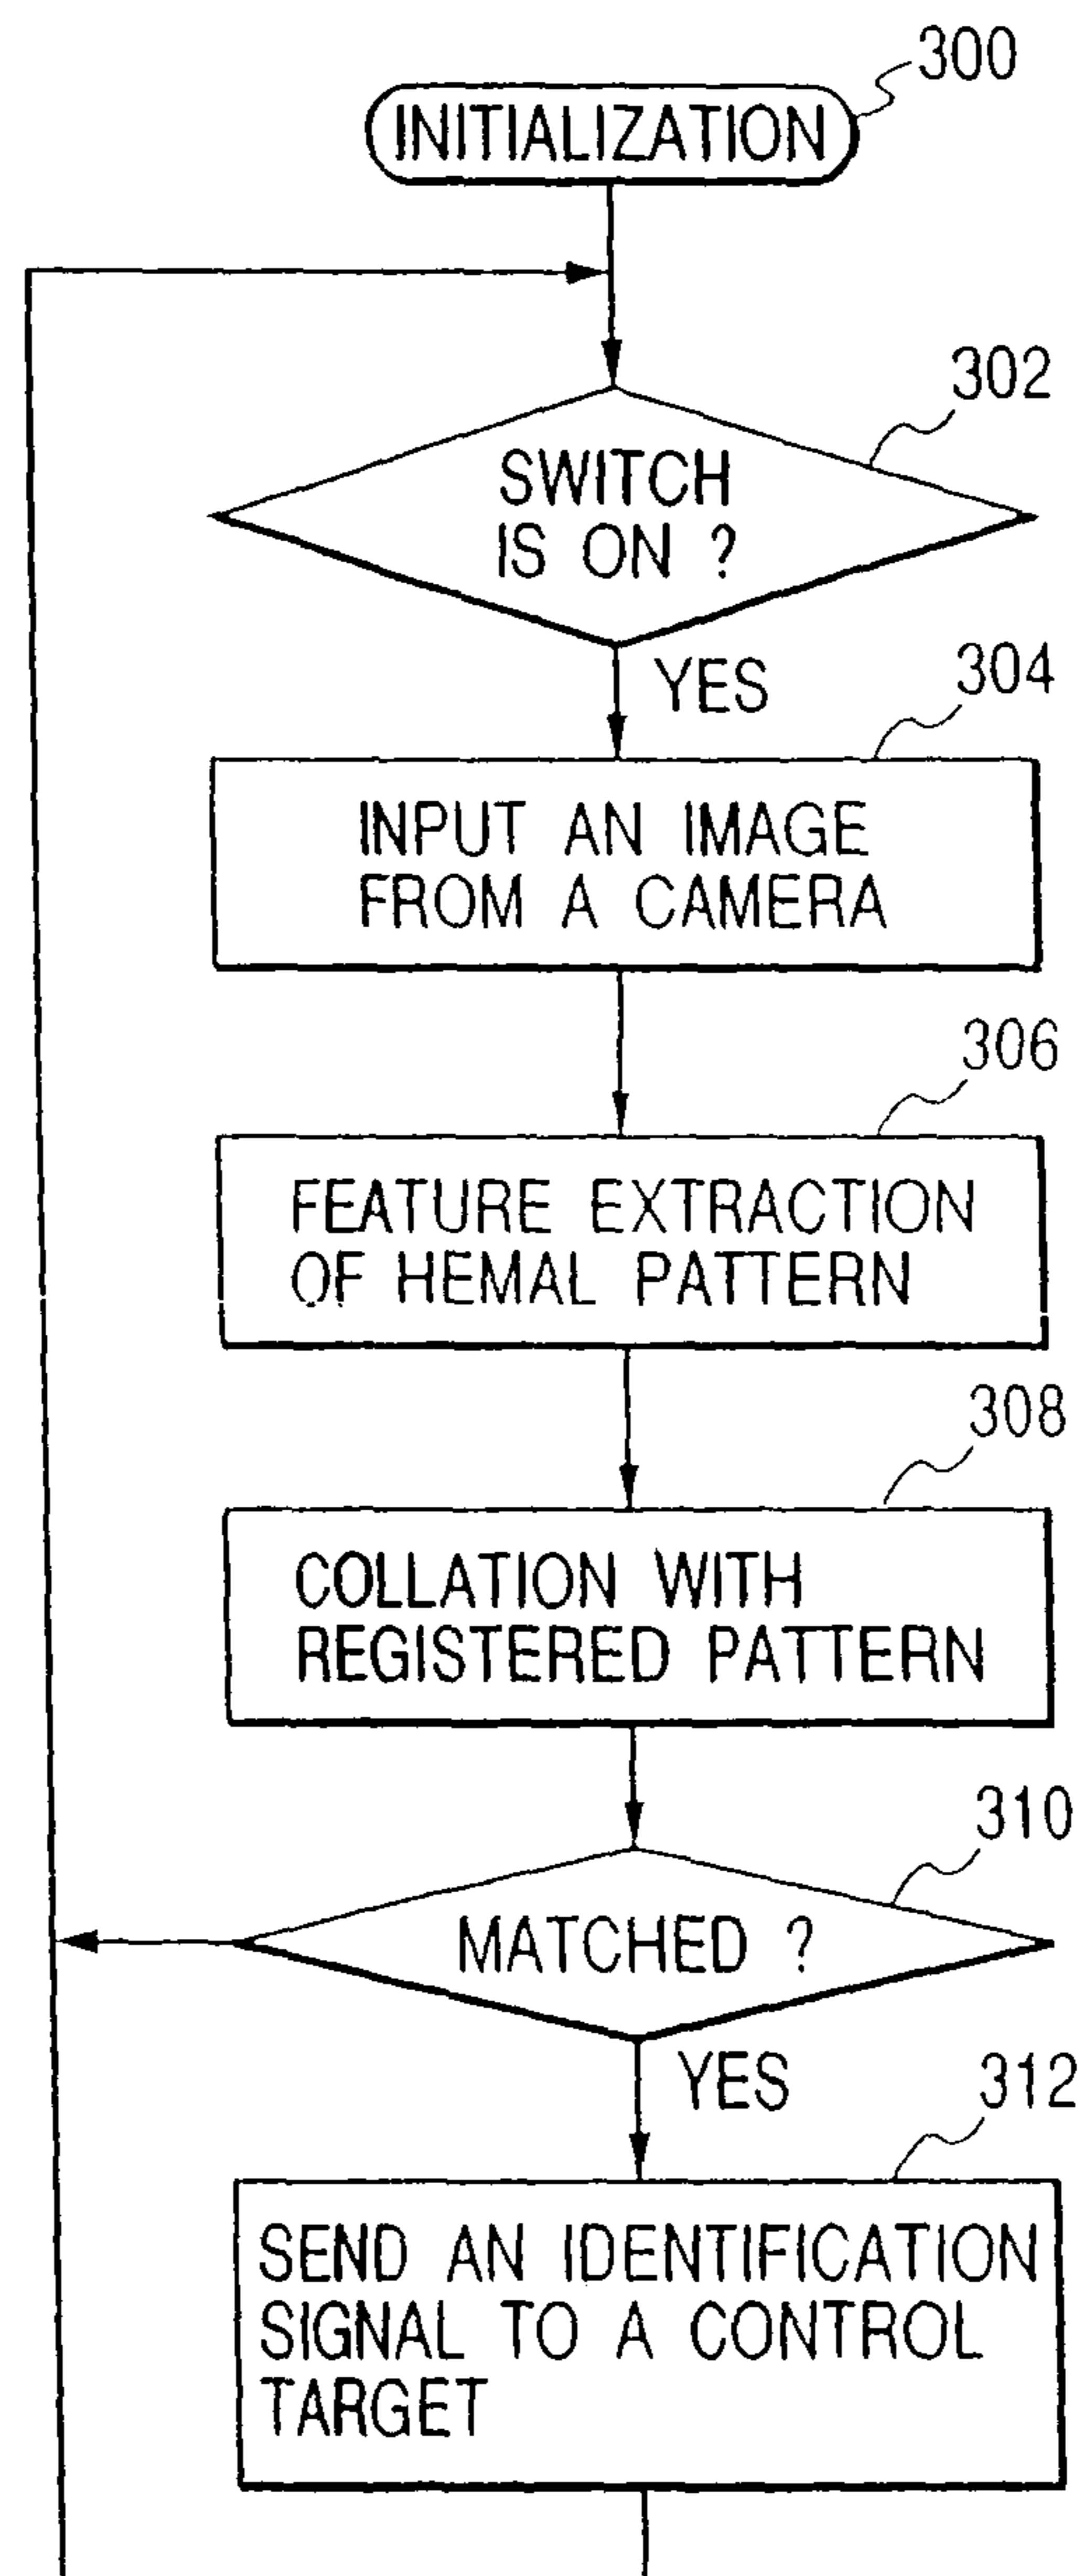 300
INITIALIZATION
302
SWITCH
IS ON ?
YES
304
INPUT AN IMAGE
FROM A CAMERA
306
FEATURE EXTRACTION
OF HEMAL PATTERN
308
COLLATION WITH
REGISTERED PATTERN
310
MATCHED ?
YES
312
SEND AN IDENTIFICATION
SIGNAL TO A CONTROL
TARGET